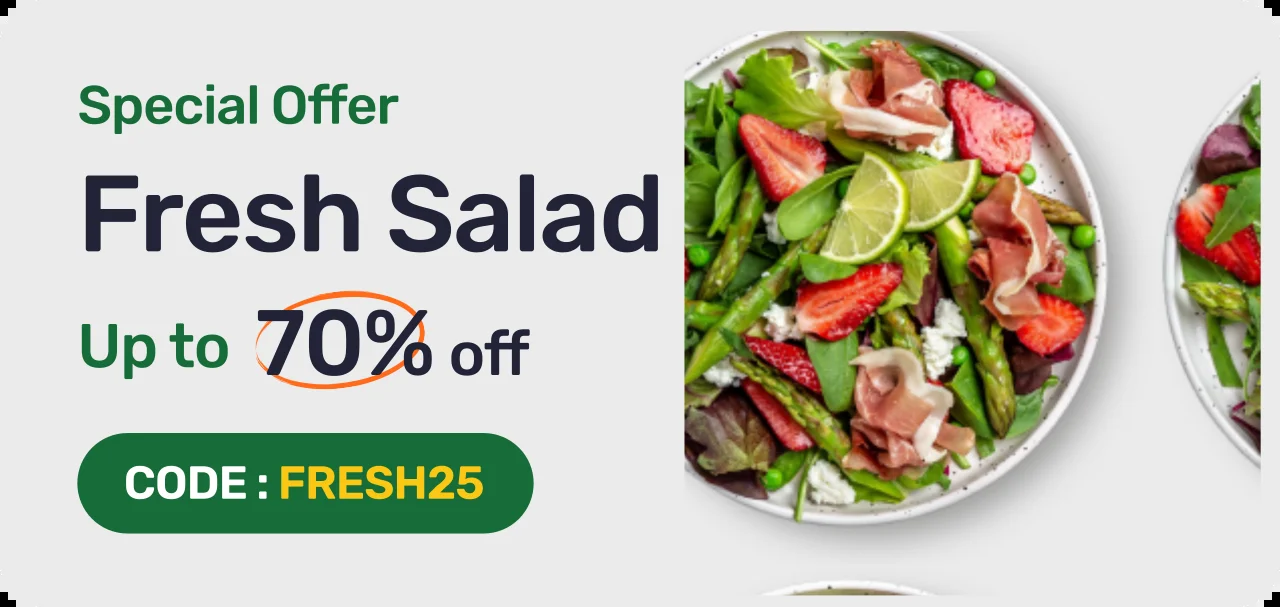 Special Offer
Fresh Salad
Up to 70% off
CODE : FRESH25